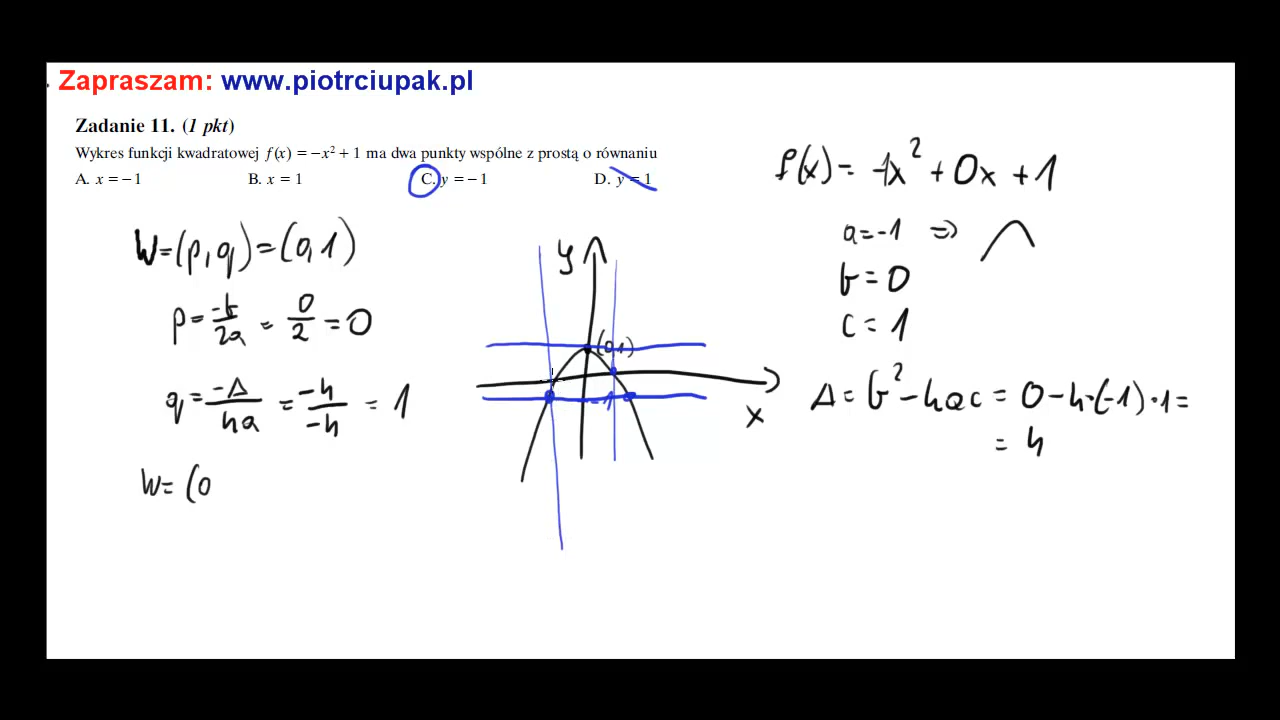 Zapraszam: www.piotrciupak.pl
Zadanie 11. (1 pkt)
Wykres funkcji kwadratowej f(x) = −x² + 1 ma dwa punkty wspólne z prostą o równaniu
A. x = −1 B. x = 1 C. y = −1 D. y = 1
W=(p,q)=(0,1)
p = -b/2a = 0/2 = 0
q = -Δ/4a = -4/-4 = 1
W= (0
y
(0,1)
-1
x
f(x) = -1x² + 0x + 1
a=-1 =>
b = 0
c = 1
Δ = b² - 4ac = 0 - 4·(-1)·1 =
= 4